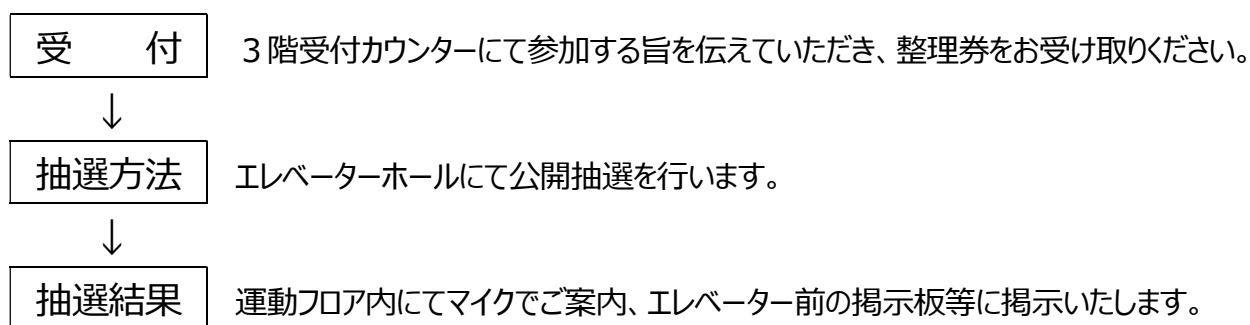 受　　付　３階受付カウンターにて参加する旨を伝えていただき、整理券をお受け取りください。
↓
抽選方法　エレベーターホールにて公開抽選を行います。
↓
抽選結果　運動フロア内にてマイクでご案内、エレベーター前の掲示板等に掲示いたします。